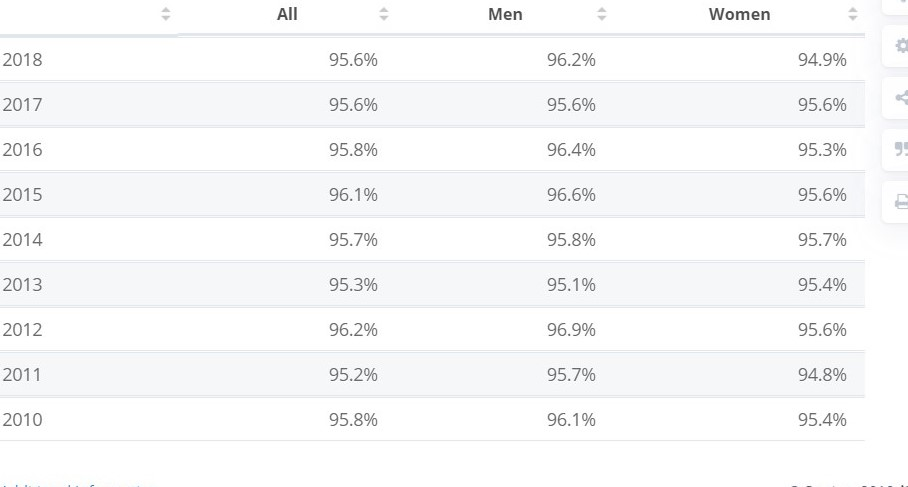 All Men Women
2018 95.6% 96.2% 94.9%
2017 95.6% 95.6% 95.6%
2016 95.8% 96.4% 95.3%
2015 96.1% 96.6% 95.6%
2014 95.7% 95.8% 95.7%
2013 95.3% 95.1% 95.4%
2012 96.2% 96.9% 95.6%
2011 95.2% 95.7% 94.8%
2010 95.8% 96.1% 95.4%